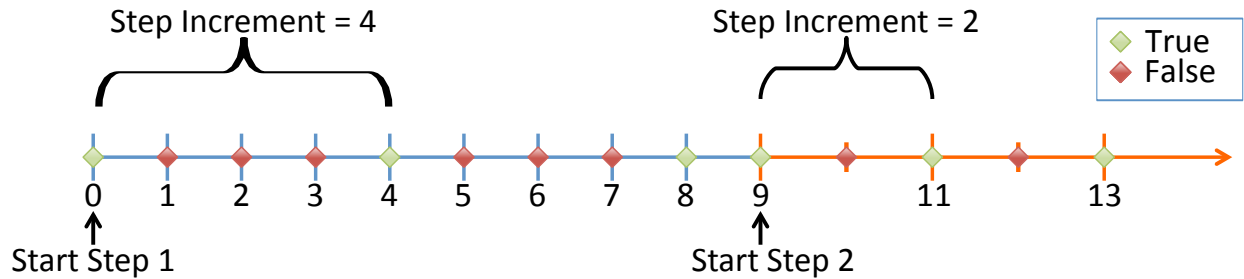 Step Increment = 4
Step Increment = 2
True
False
0 1 2 3 4 5 6 7 8 9 11 13
Start Step 1
Start Step 2